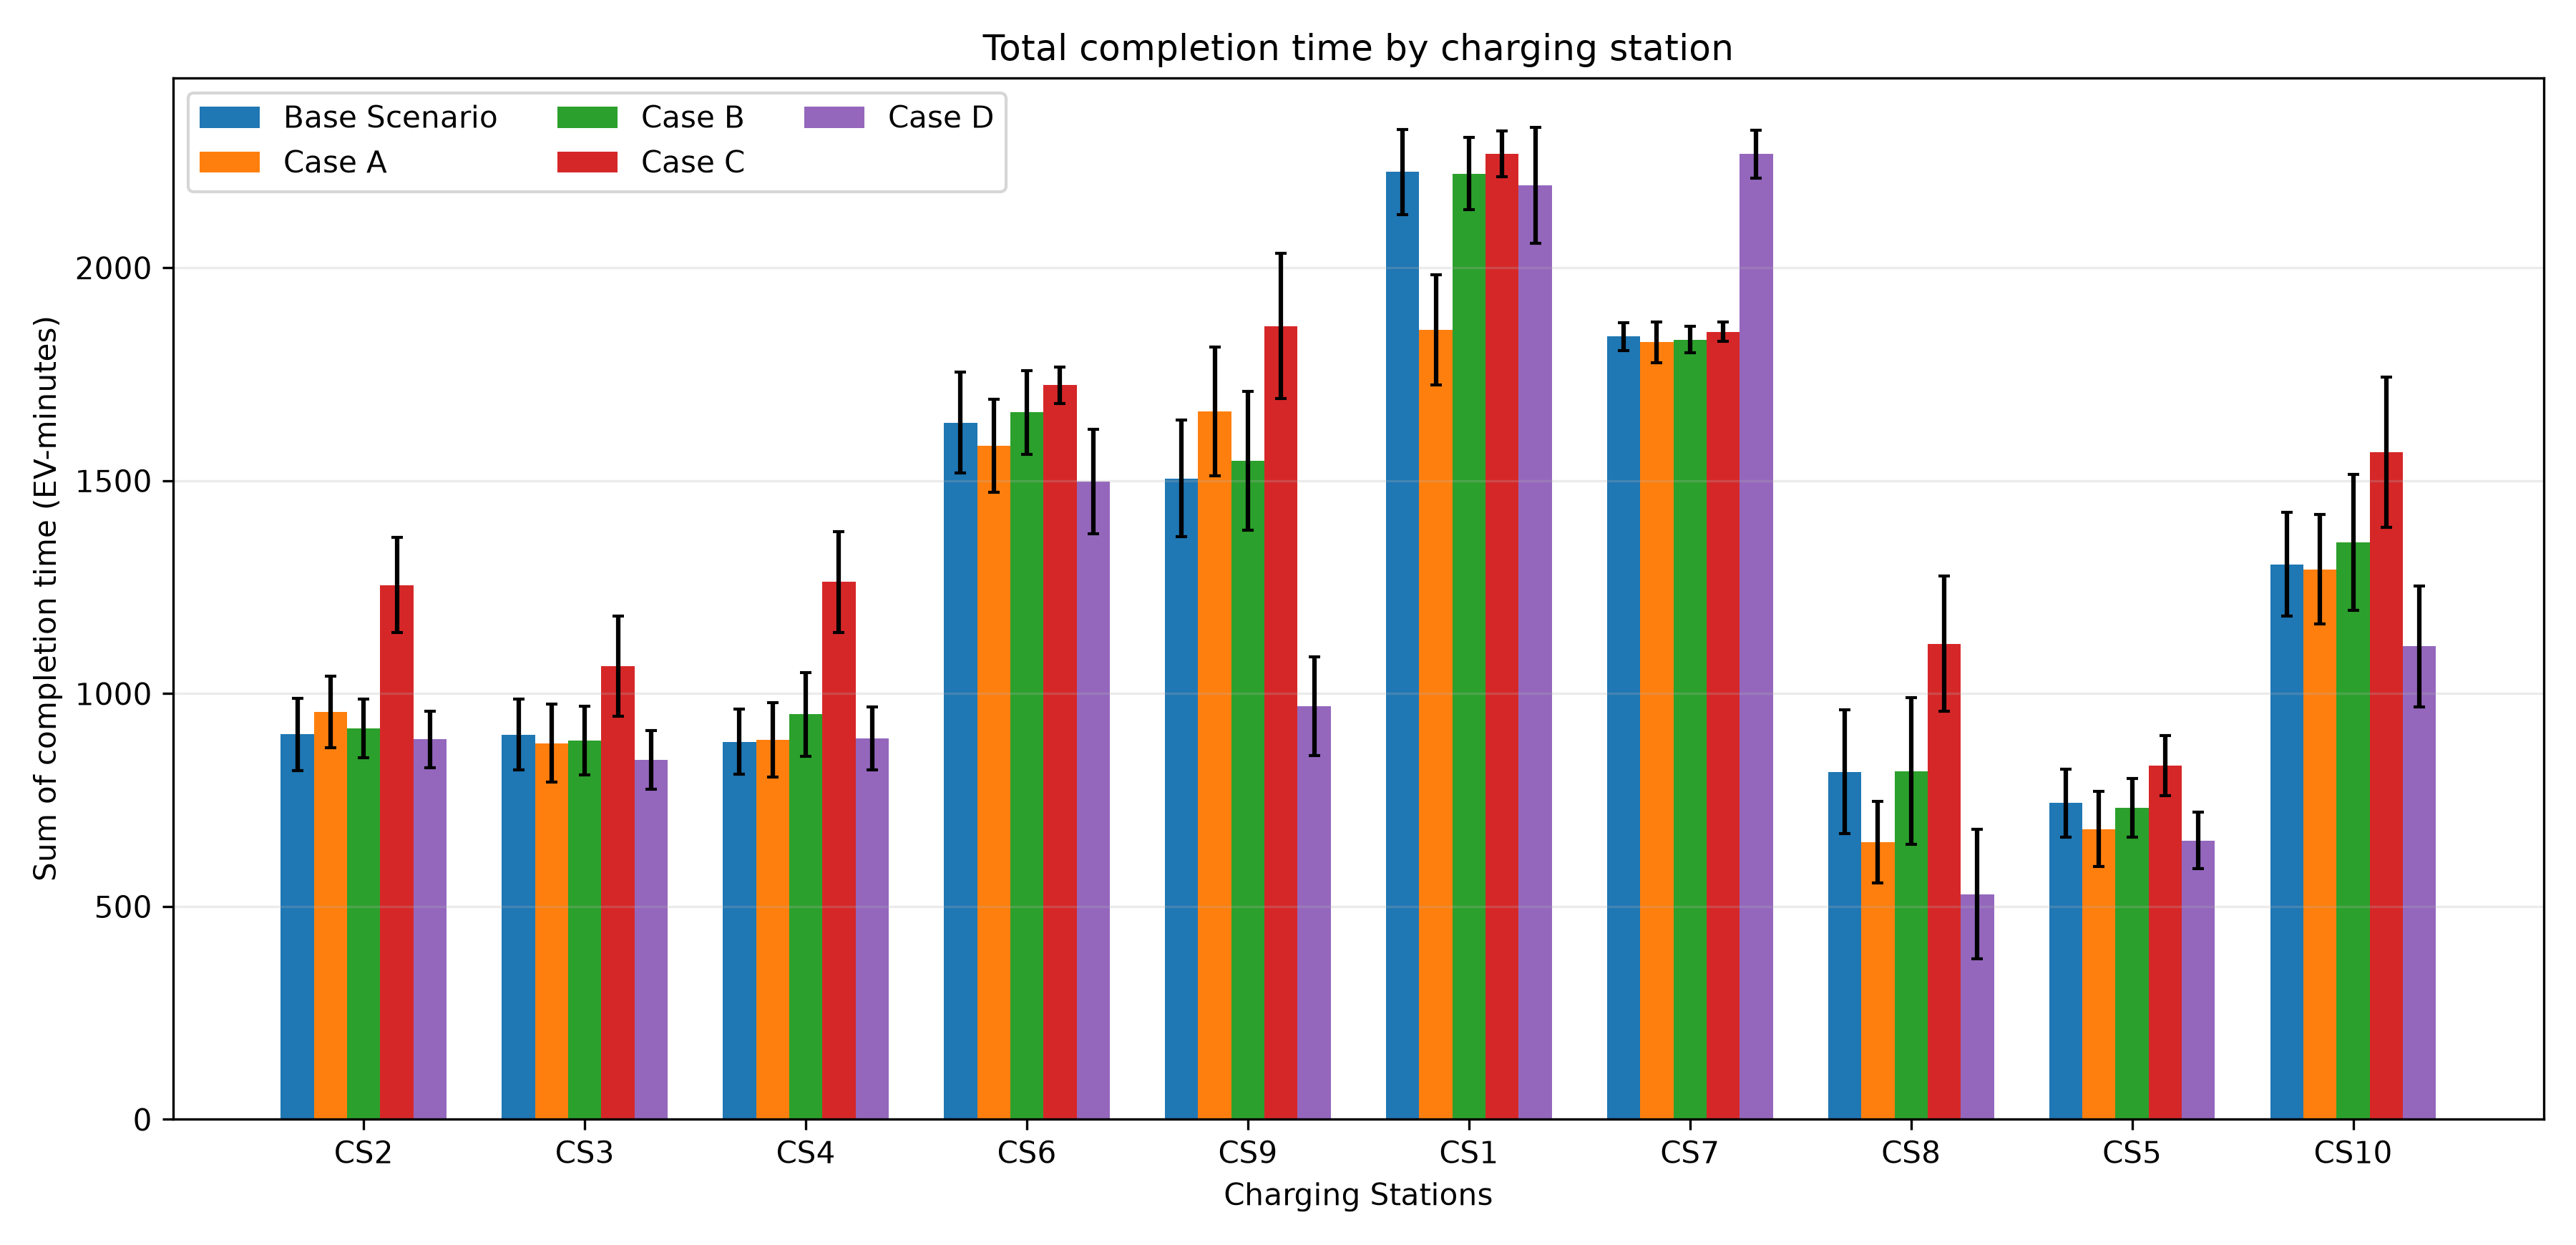 Total completion time by charging station
Base Scenario
Case A
Case B
Case C
Case D
Sum of completion time (EV-minutes)
2000
1500
1000
500
0
CS2 CS3 CS4 CS6 CS9 CS1 CS7 CS8 CS5 CS10
Charging Stations